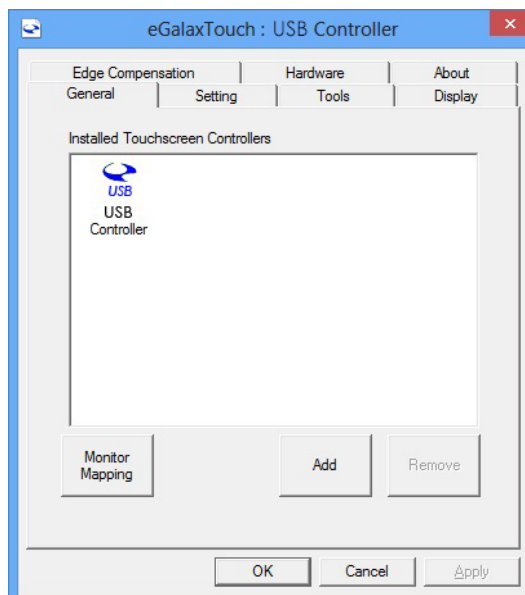 eGalaxTouch : USB Controller
Edge Compensation Hardware About
General Setting Tools Display
Installed Touchscreen Controllers
USB
USB
Controller
Monitor
Mapping
Add
Remove
OK Cancel Apply